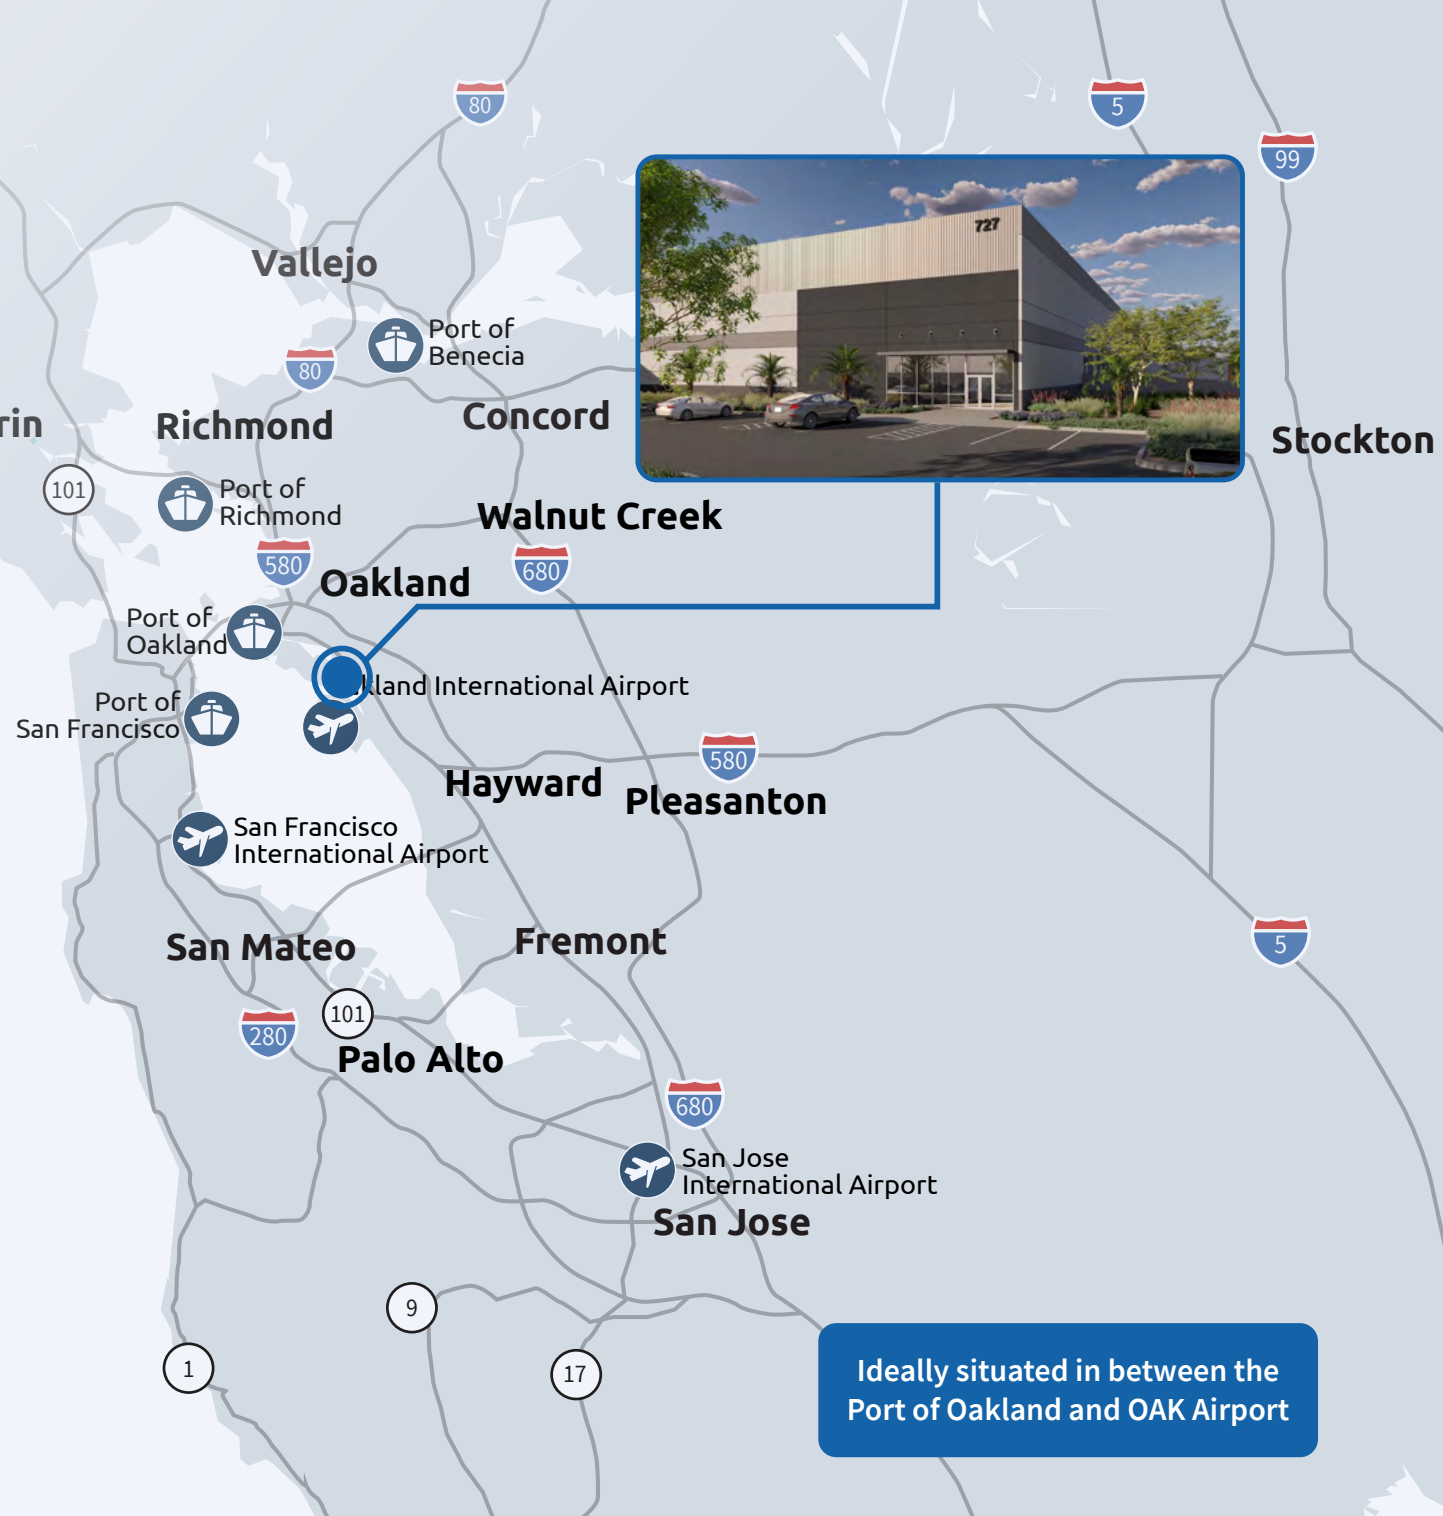 80
5
99
727
Vallejo
Port of
Benecia
80
rin
Richmond
Concord
Stockton
101
Port of
Richmond
Walnut Creek
580
Oakland
680
Port of
Oakland
kland International Airport
Port of
San Francisco
580
Hayward
Pleasanton
San Francisco
International Airport
San Mateo
Fremont
5
101
280
Palo Alto
680
San Jose
International Airport
San Jose
9
1
17
Ideally situated in between the
Port of Oakland and OAK Airport